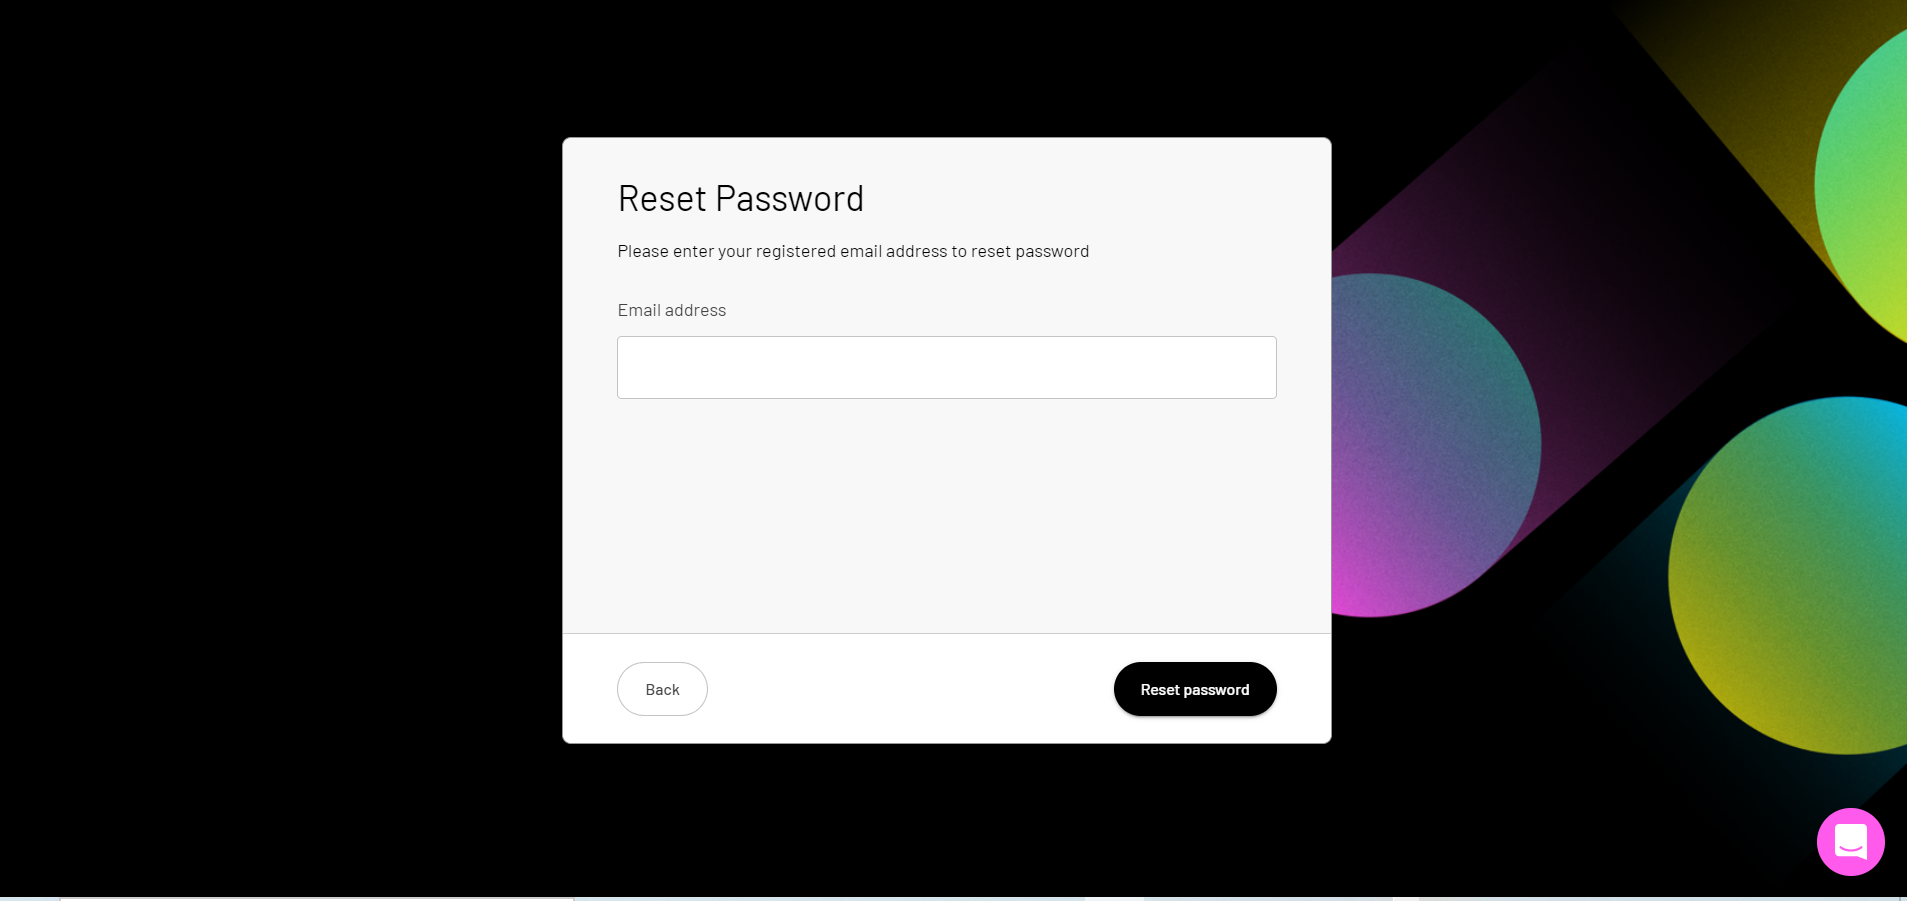 Reset Password
Please enter your registered email address to reset password
Email address
Back
Reset password